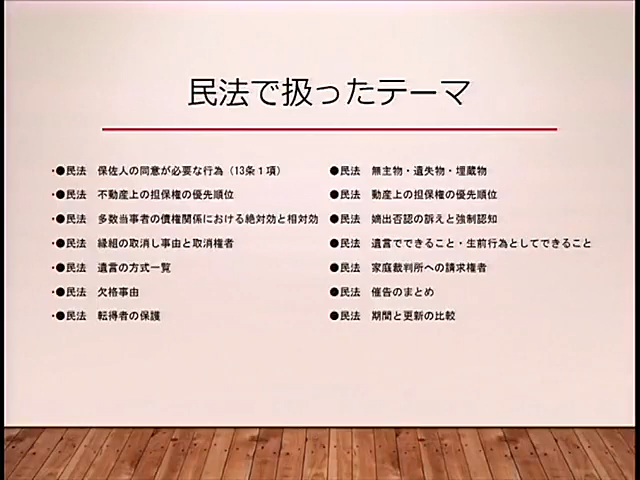 民法で扱ったテーマ
・●民法 保佐人の同意が必要な行為（13条１項）
・●民法 不動産上の担保権の優先順位
・●民法 多数当事者の債権関係における絶対効と相対効
・●民法 縁組の取消し事由と取消権者
・●民法 遺言の方式一覧
・●民法 欠格事由
・●民法 転得者の保護
●民法 無主物・遺失物・埋蔵物
●民法 動産上の担保権の優先順位
●民法 嫡出否認の訴えと強制認知
●民法 遺言でできること・生前行為としてできること
●民法 家庭裁判所への請求権者
●民法 催告のまとめ
●民法 期間と更新の比較